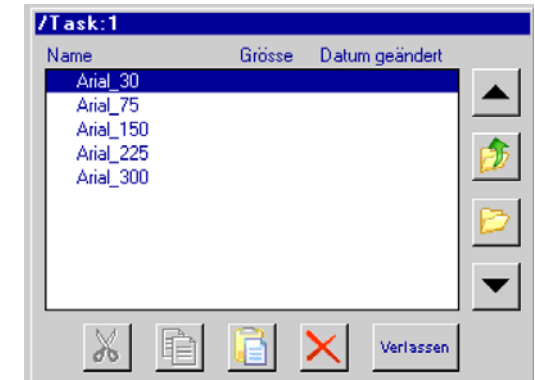 /Task:1
Name Grösse Datum geändert
Arial_30
Arial_75
Arial_150
Arial_225
Arial_300
Verlassen